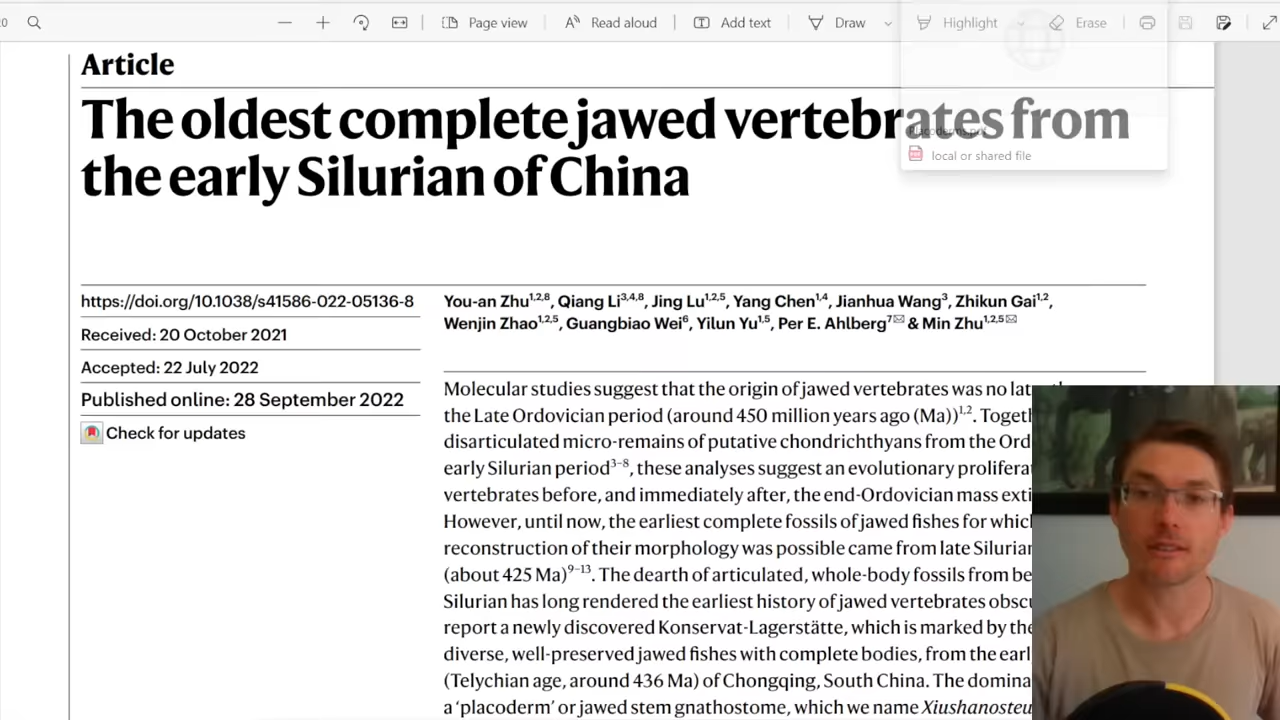 20
Page view
Read aloud
Add text
Draw
Highlight
Erase
Article
The oldest complete jawed vertebrates from
the early Silurian of China
Placoderms.pdf
local or shared file
https://doi.org/10.1038/s41586-022-05136-8
Received: 20 October 2021
Accepted: 22 July 2022
Published online: 28 September 2022
Check for updates
You-an Zhu1,2,8, Qiang Li3,4,8, Jing Lu1,2,5, Yang Chen1,4, Jianhua Wang3, Zhikun Gai1,2,
Wenjin Zhao1,2,5, Guangbiao Wei6, Yilun Yu1,5, Per E. Ahlberg7✉ & Min Zhu1,2,5✉
Molecular studies suggest that the origin of jawed vertebrates was no
the Late Ordovician period (around 450 million years ago (Ma))1,2. Toget
disarticulated micro-remains of putative chondrichthyans from the Ord
early Silurian period3–8, these analyses suggest an evolutionary prolifera
vertebrates before, and immediately after, the end-Ordovician mass exti
However, until now, the earliest complete fossils of jawed fishes for whic
reconstruction of their morphology was possible came from late Silurian
(about 425 Ma)9–13. The dearth of articulated, whole-body fossils from be
Silurian has long rendered the earliest history of jawed vertebrates obscu
report a newly discovered Konservat-Lagerstätte, which is marked by the
diverse, well-preserved jawed fishes with complete bodies, from the earl
(Telychian age, around 436 Ma) of Chongqing, South China. The domina
a ‘placoderm’ or jawed stem gnathostome, which we name Xiushanosteu